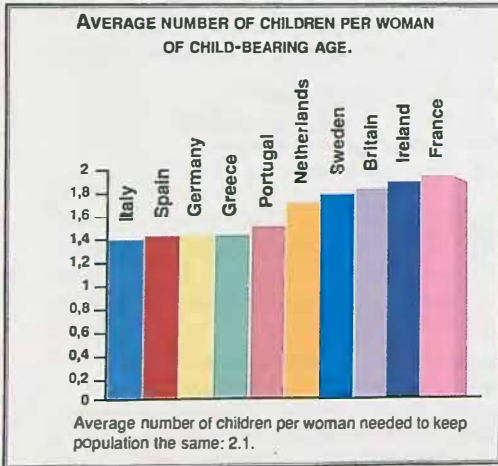 AVERAGE NUMBER OF CHILDREN PER WOMAN
OF CHILD-BEARING AGE.
Italy
Spain
Germany
Greece
Portugal
Netherlands
Sweden
Britain
Ireland
France
2
1,8
1,6
1,4
1,2
1
0,8
0,6
0,4
0,2
0
Average number of children per woman needed to keep
population the same: 2.1.